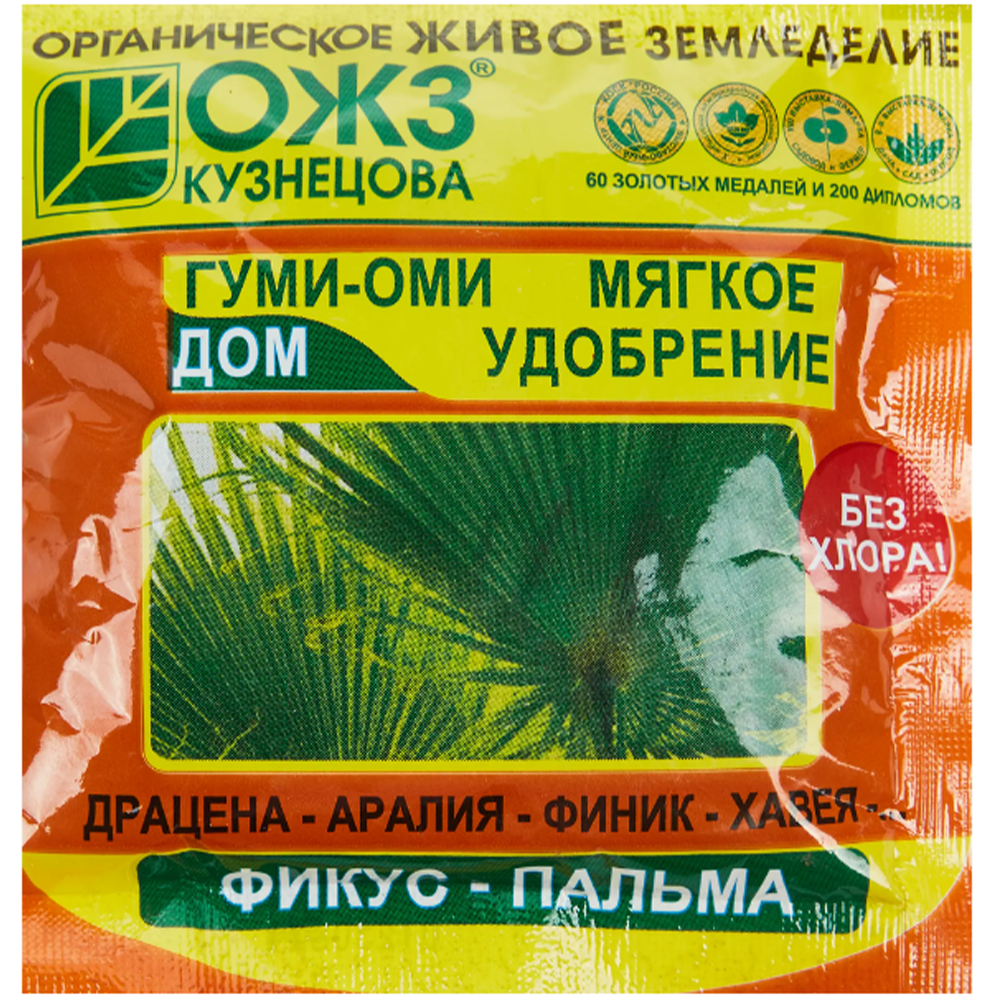 ОРГАНИЧЕСКОЕ ЖИВОЕ ЗЕМЛЕДЕЛИЕ
ОЖЗ®
КУЗНЕЦОВА
60 ЗОЛОТЫХ МЕДАЛЕЙ И 200 ДИПЛОМОВ
ГУМИ-ОМИ МЯГКОЕ
ДОМ УДОБРЕНИЕ
БЕЗ
ХЛОРА!
ДРАЦЕНА - АРАЛИЯ - ФИНИК - ХАВЕЯ -...
ФИКУС - ПАЛЬМА